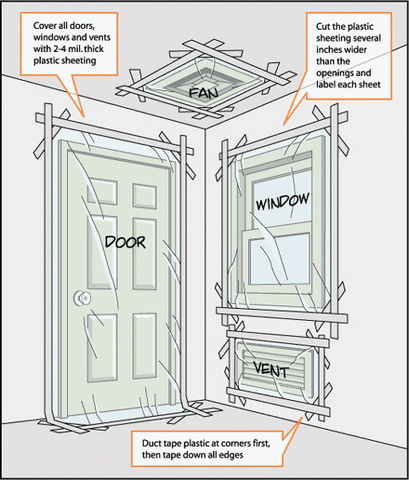 Cover all doors,
windows and vents
with 2-4 mil. thick
plastic sheeting
Cut the plastic
sheeting several
inches wider
than the
openings and
label each sheet
FAN
DOOR
WINDOW
VENT
Duct tape plastic at corners first,
then tape down all edges